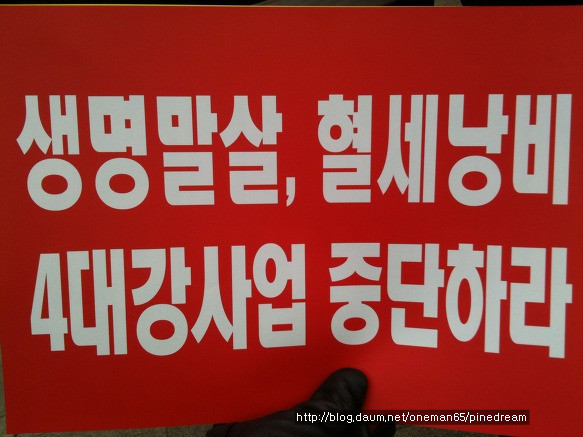 생명말살, 혈세낭비
4대강사업 중단하라
http://blog.daum.net/oneman65/pinedream